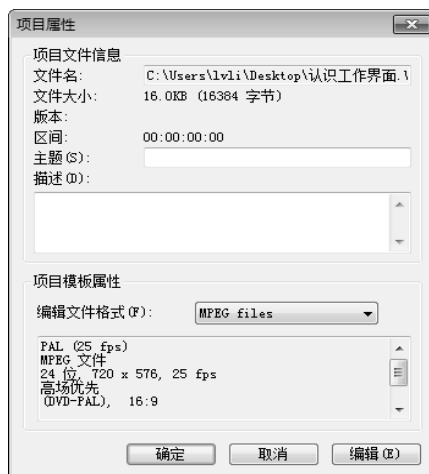 项目属性
项目文件信息
文件名: C:\Users\lvli\Desktop\认识工作界面.\
文件大小: 16.0KB (16384 字节)
版本:
区间: 00:00:00:00
主题(S):
描述(D):
项目模板属性
编辑文件格式(F): MPEG files
PAL (25 fps)
MPEG 文件
24 位, 720 x 576, 25 fps
高场优先
(DVD-PAL), 16:9
确定 取消 编辑(E)